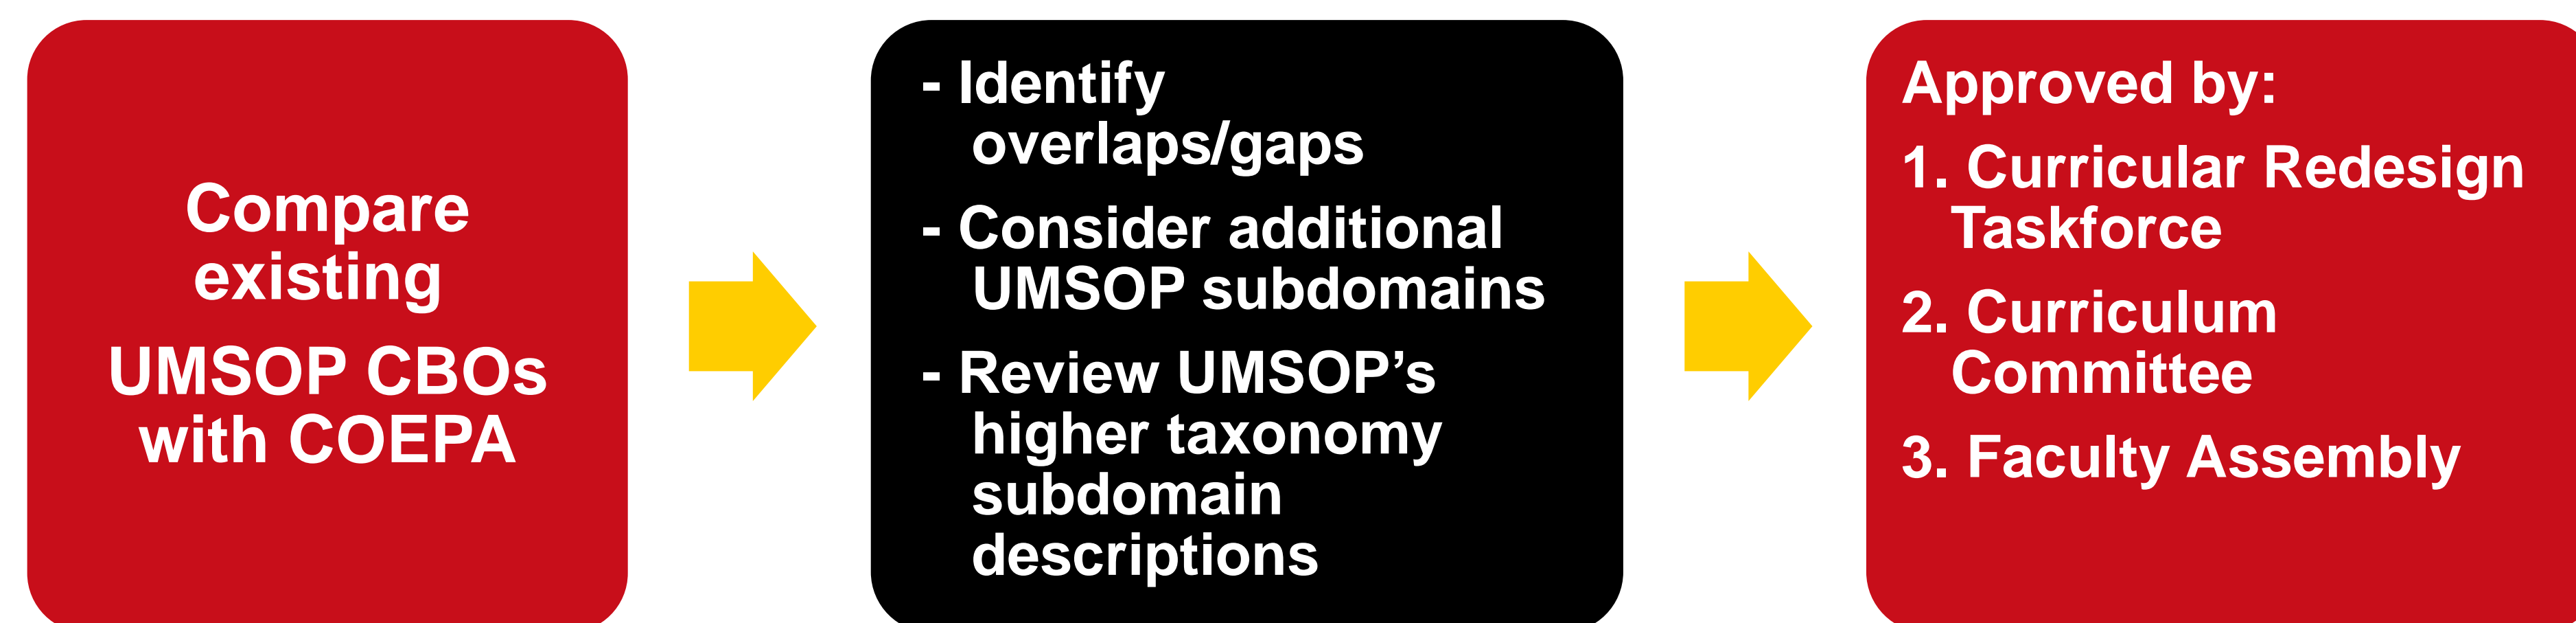 Compare
existing
UMSOP CBOs
with COEPA
- Identify
overlaps/gaps
- Consider additional
UMSOP subdomains
- Review UMSOP’s
higher taxonomy
subdomain
descriptions
Approved by:
1. Curricular Redesign
Taskforce
2. Curriculum
Committee
3. Faculty Assembly